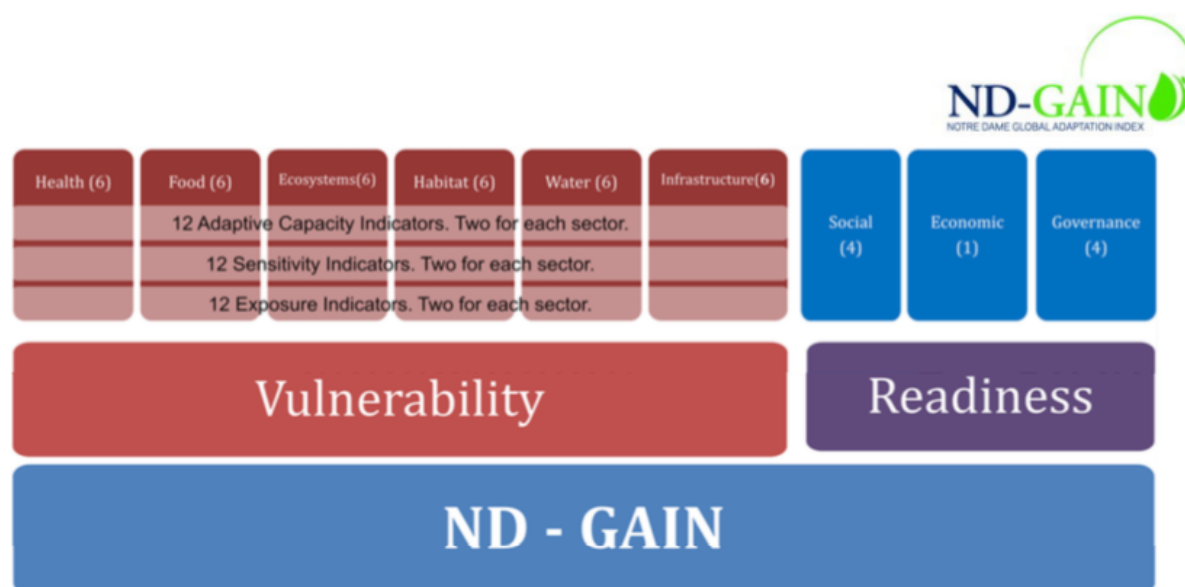 ND-GAIN
NOTRE DAME GLOBAL ADAPTATION INDEX
Health (6)
Food (6)
Ecosystems(6)
Habitat (6)
Water (6)
Infrastructure(6)
12 Adaptive Capacity Indicators. Two for each sector.
12 Sensitivity Indicators. Two for each sector.
12 Exposure Indicators. Two for each sector.
Social
(4)
Economic
(1)
Governance
(4)
Vulnerability
Readiness
ND - GAIN